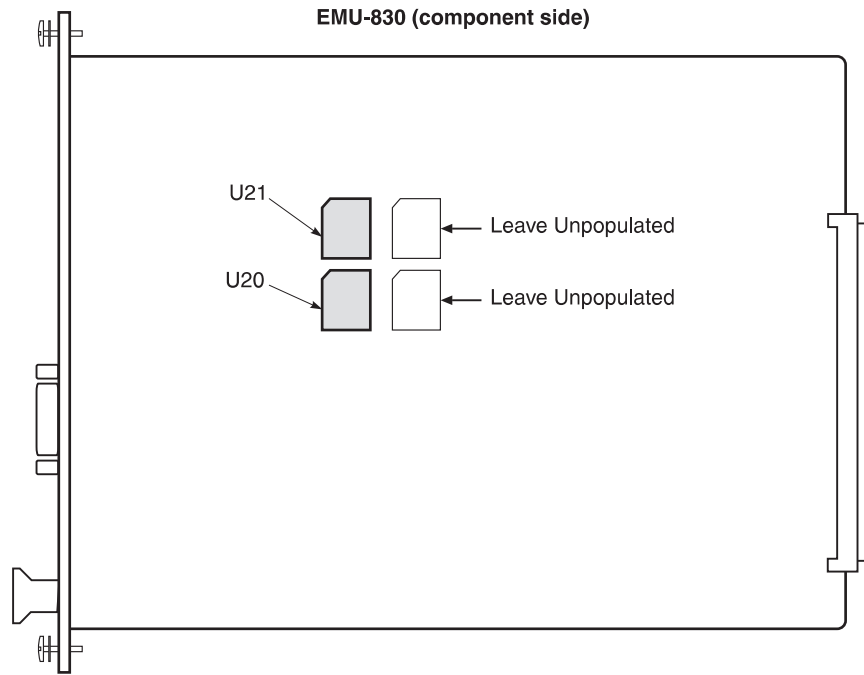 EMU-830 (component side)
U21
Leave Unpopulated
U20
Leave Unpopulated